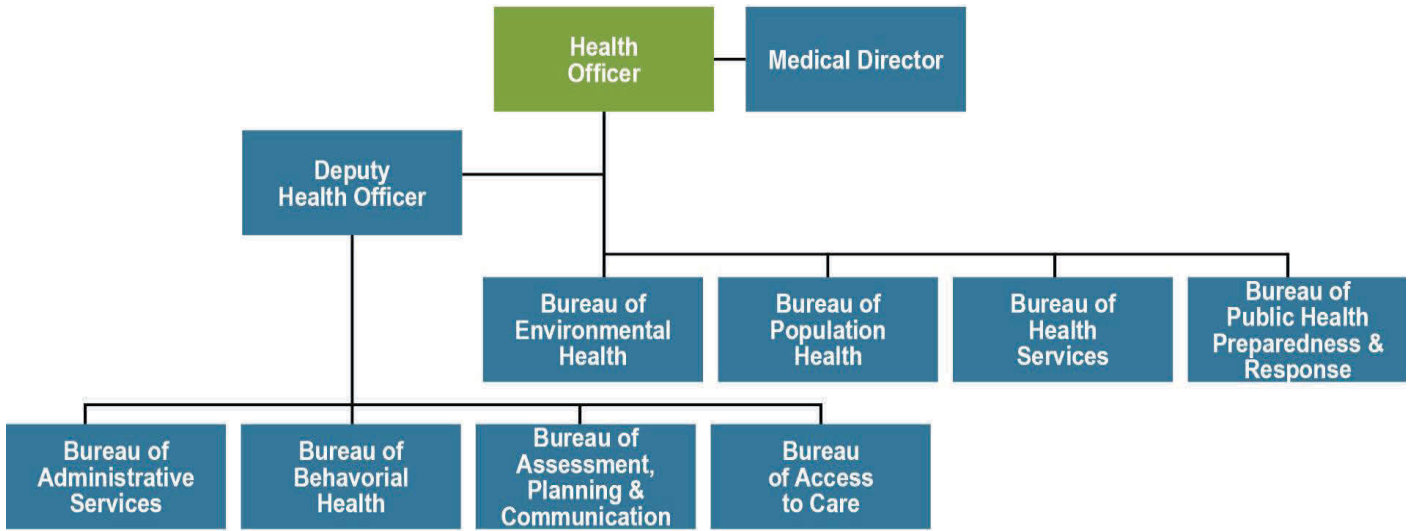 Health
Officer
Medical Director
Deputy
Health Officer
Bureau of
Environmental
Health
Bureau of
Population
Health
Bureau of
Health
Services
Bureau of
Public Health
Preparedness &
Response
Bureau of
Administrative
Services
Bureau of
Behavorial
Health
Bureau of
Assessment,
Planning &
Communication
Bureau
of Access
to Care